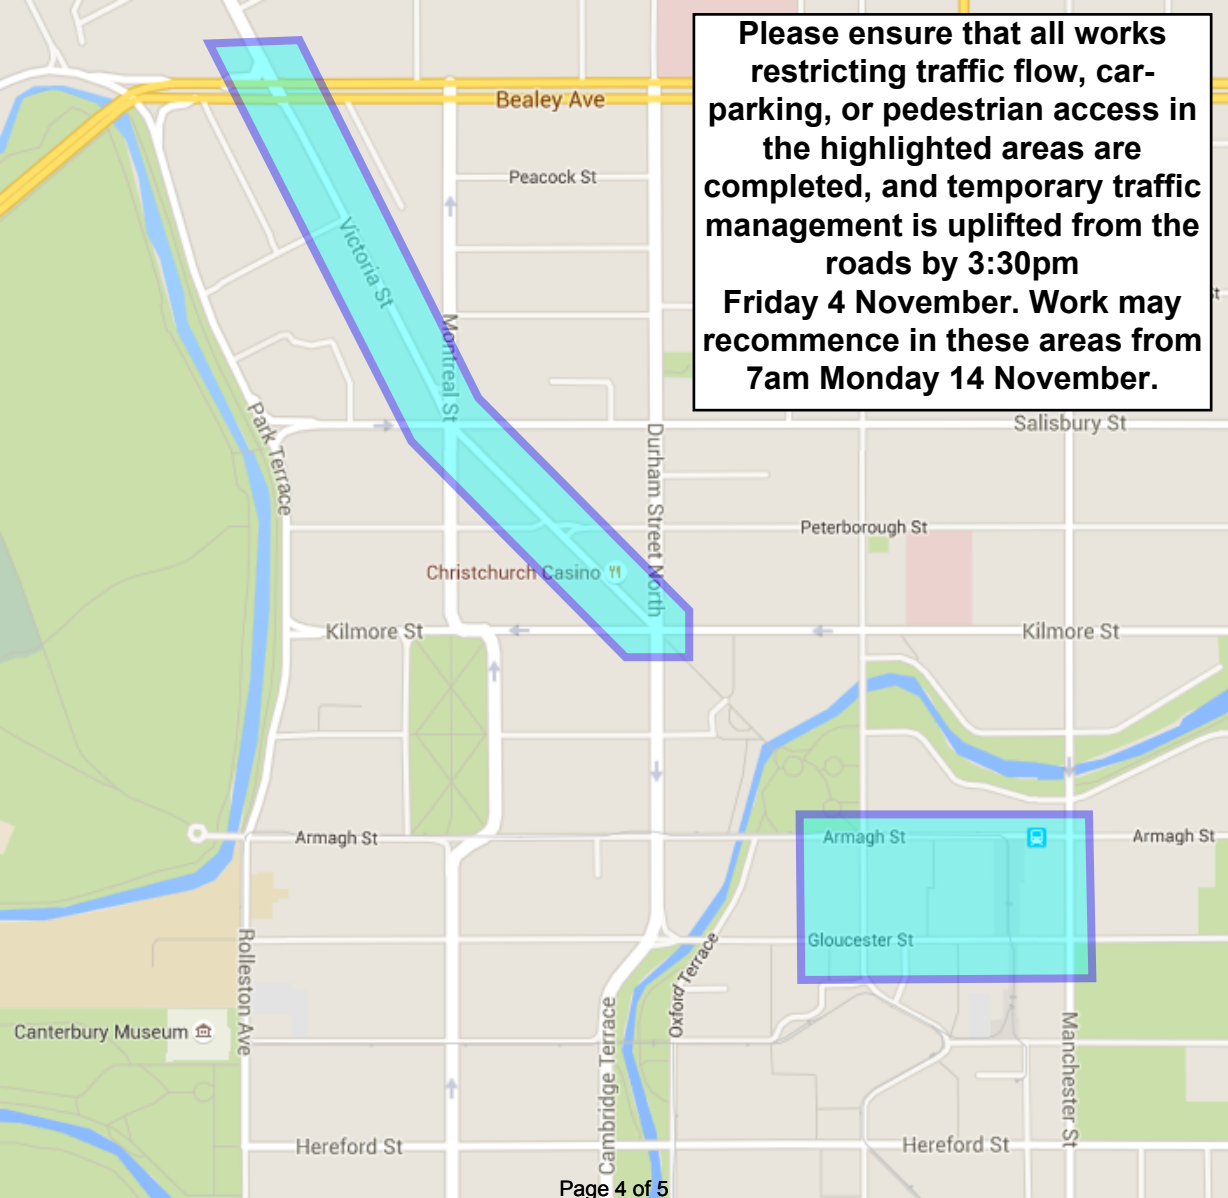 Please ensure that all works
restricting traffic flow, car-
parking, or pedestrian access in
the highlighted areas are
completed, and temporary traffic
management is uplifted from the
roads by 3:30pm
Friday 4 November. Work may
recommence in these areas from
7am Monday 14 November.
Bealey Ave
Peacock St
Victoria St
St
Montreal St
Park Terrace
Salisbury St
Durham Street North
Peterborough St
Christchurch Casino
Kilmore St
Kilmore St
Armagh St
Armagh St
Armagh St
Gloucester St
Rolleston Ave
Oxford Terrace
Canterbury Museum
Cambridge Terrace
Manchester St
Hereford St
Hereford St
Page 4 of 5